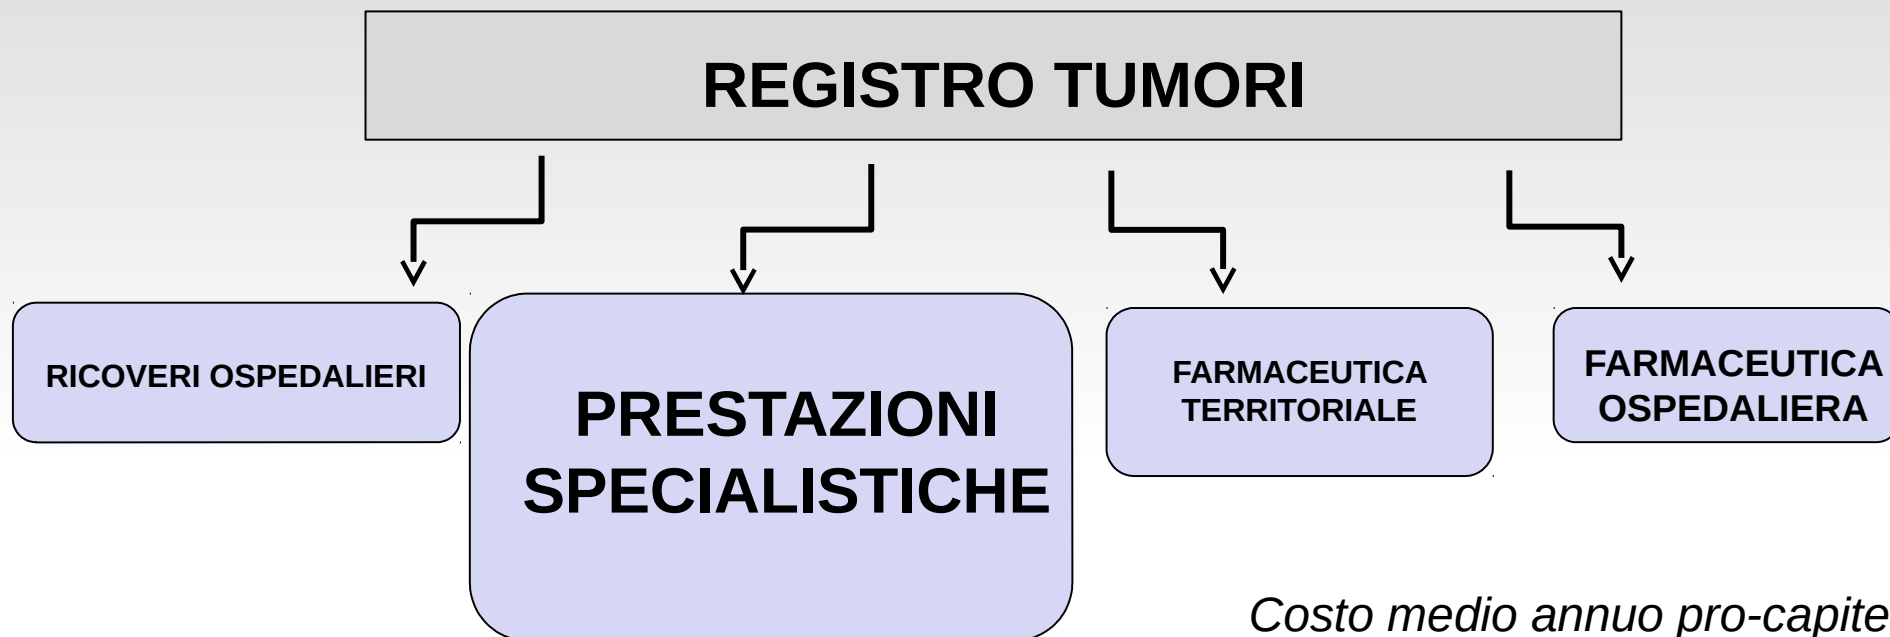 REGISTRO TUMORI
RICOVERI OSPEDALIERI
PRESTAZIONI
SPECIALISTICHE
FARMACEUTICA
TERRITORIALE
FARMACEUTICA
OSPEDALIERA
Costo medio annuo pro-capite